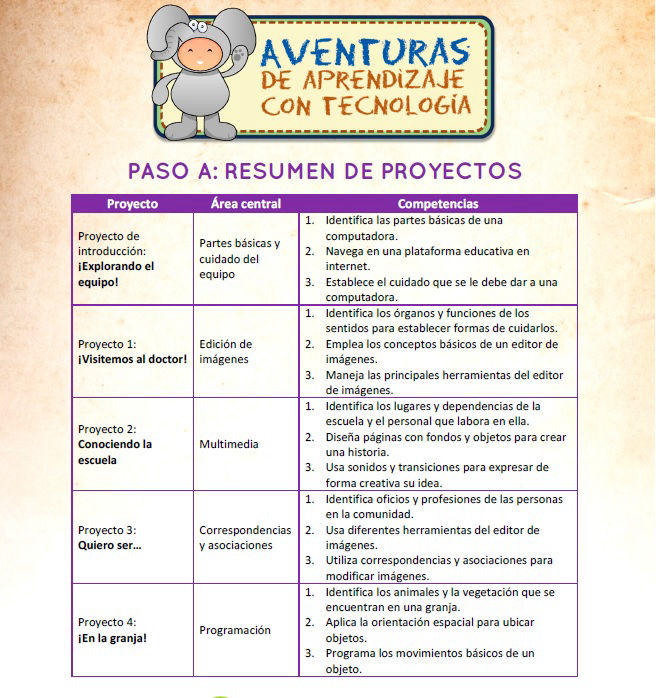 AVENTURAS
DE APRENDIZAJE
CON TECNOLOGÍA
PASO A: RESUMEN DE PROYECTOS
Proyecto Área central Competencias
Proyecto de
introducción:
¡Explorando el
equipo!
Partes básicas y
cuidado del
equipo
1. Identifica las partes básicas de una
computadora.
2. Navega en una plataforma educativa en
internet.
3. Establece el cuidado que se le debe dar a una
computadora.
Proyecto 1:
¡Visitemos al doctor!
Edición de
imágenes
1. Identifica los órganos y funciones de los
sentidos para establecer formas de cuidarlos.
2. Emplea los conceptos básicos de un editor de
imágenes.
3. Maneja las principales herramientas del editor
de imágenes.
Proyecto 2:
Conociendo la
escuela
Multimedia
1. Identifica los lugares y dependencias de la
escuela y el personal que labora en ella.
2. Diseña páginas con fondos y objetos para crear
una historia.
3. Usa sonidos y transiciones para expresar de
forma creativa su idea.
Proyecto 3:
Quiero ser…
Correspondencias
y asociaciones
1. Identifica oficios y profesiones de las personas
en la comunidad.
2. Usa diferentes herramientas del editor de
imágenes.
3. Utiliza correspondencias y asociaciones para
modificar imágenes.
Proyecto 4:
¡En la granja!
Programación
1. Identifica los animales y la vegetación que se
encuentran en una granja.
2. Aplica la orientación espacial para ubicar
objetos.
3. Programa los movimientos básicos de un
objeto.